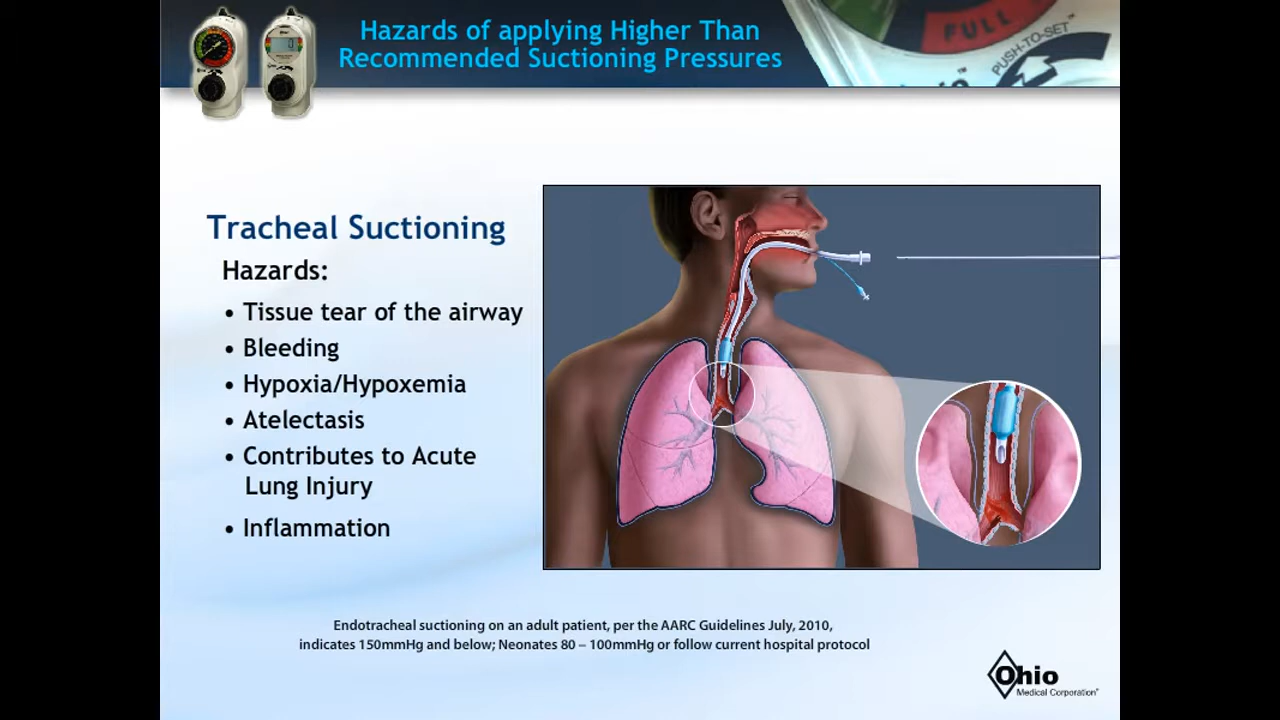 Hazards of applying Higher Than
Recommended Suctioning Pressures
FULL
PUSH-TO-SET™
Tracheal Suctioning
Hazards:
• Tissue tear of the airway
• Bleeding
• Hypoxia/Hypoxemia
• Atelectasis
• Contributes to Acute
Lung Injury
• Inflammation
Endotracheal suctioning on an adult patient, per the AARC Guidelines July, 2010,
indicates 150mmHg and below; Neonates 80 – 100mmHg or follow current hospital protocol
Ohio
Medical Corporation®